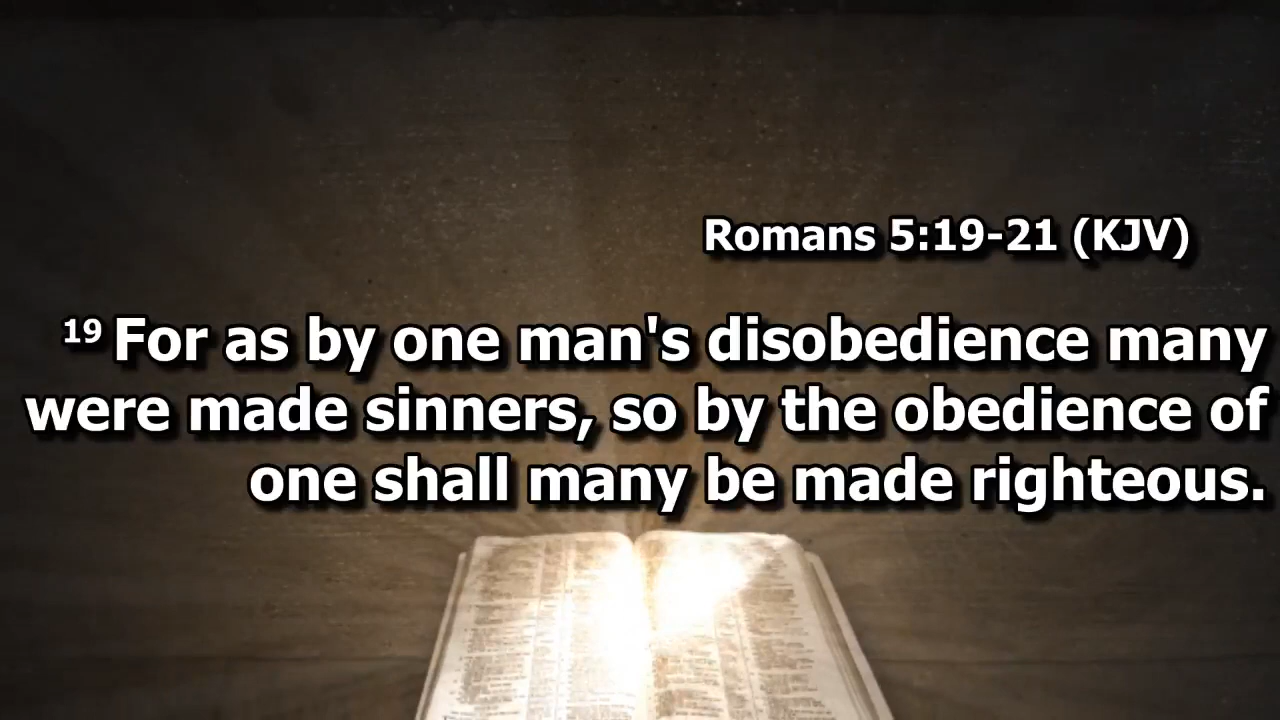 Romans 5:19-21 (KJV)
19 For as by one man's disobedience many
were made sinners, so by the obedience of
one shall many be made righteous.